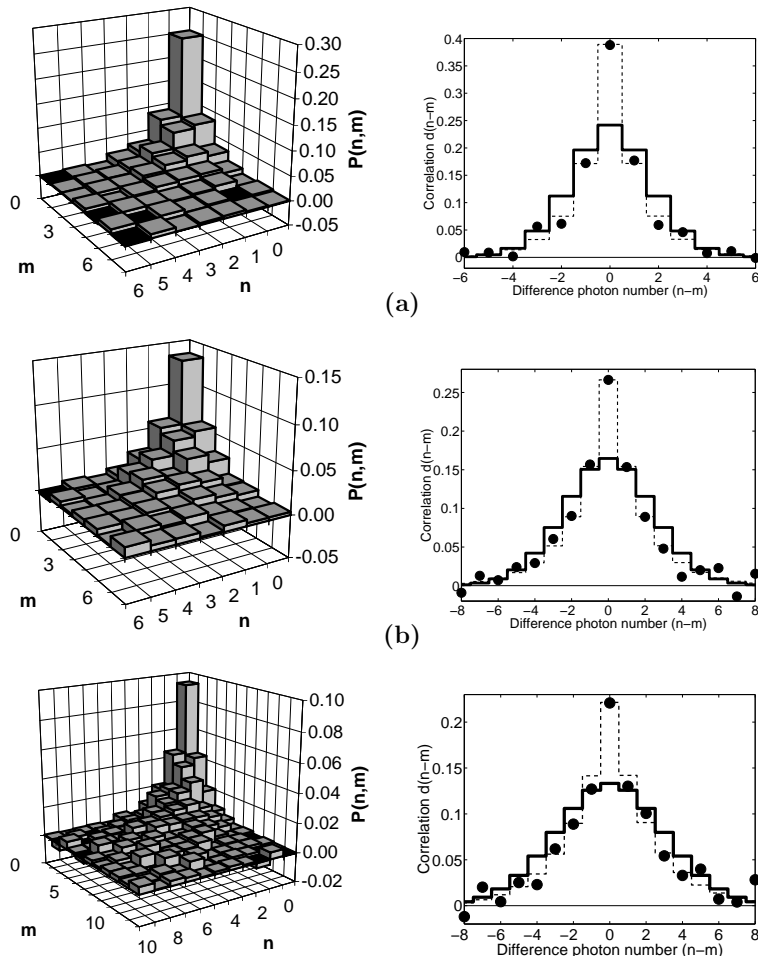 0.30
0.25
0.20
0.15
0.10
0.05
0.00
-0.05
P(n,m)
0
3
6
m
6 5 4 3 2 1 0
n
0.4
0.35
0.3
0.25
0.2
0.15
0.1
0.05
0
Correlation d(n−m)
−6 −4 −2 0 2 4 6
Difference photon number (n−m)
(a)
0.15
0.10
0.05
0.00
-0.05
P(n,m)
0
3
6
m
6 5 4 3 2 1 0
n
0.25
0.2
0.15
0.1
0.05
0
Correlation d(n−m)
−8 −6 −4 −2 0 2 4 6 8
Difference photon number (n−m)
(b)
0.10
0.08
0.06
0.04
0.02
0.00
-0.02
P(n,m)
0
5
10
m
10 8 6 4 2 0
n
0.2
0.15
0.1
0.05
0
Correlation d(n−m)
−8 −6 −4 −2 0 2 4 6 8
Difference photon number (n−m)